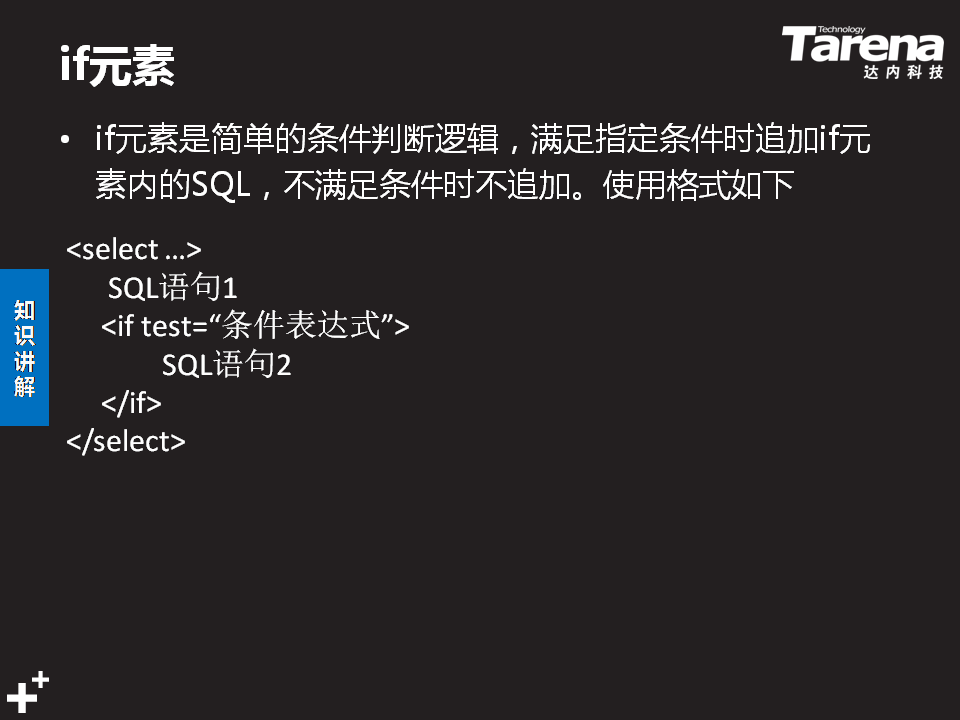 if元素
Technology
Tarena
达内科技
• if元素是简单的条件判断逻辑，满足指定条件时追加if元
素内的SQL，不满足条件时不追加。使用格式如下
<select …>
SQL语句1
<if test=“条件表达式”>
SQL语句2
</if>
</select>
知识讲解